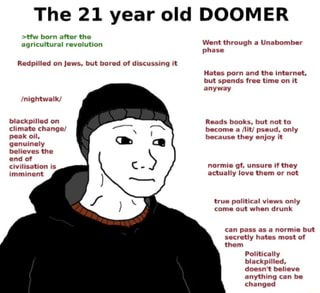 The 21 year old DOOMER
>tfw born after the
agricultural revolution
Redpilled on Jews, but bored of discussing it
/nightwalk/
blackpilled on
climate change/
peak oil,
genuinely
believes the
end of
civilisation is
imminent
Went through a Unabomber
phase
Hates porn and the internet,
but spends free time on it
anyway
Reads books, but not to
become a /lit/ pseud, only
because they enjoy it
normie gf, unsure if they
actually love them or not
true political views only
come out when drunk
can pass as a normie but
secretly hates most of
them
Politically
blackpilled,
doesn't believe
anything can be
changed